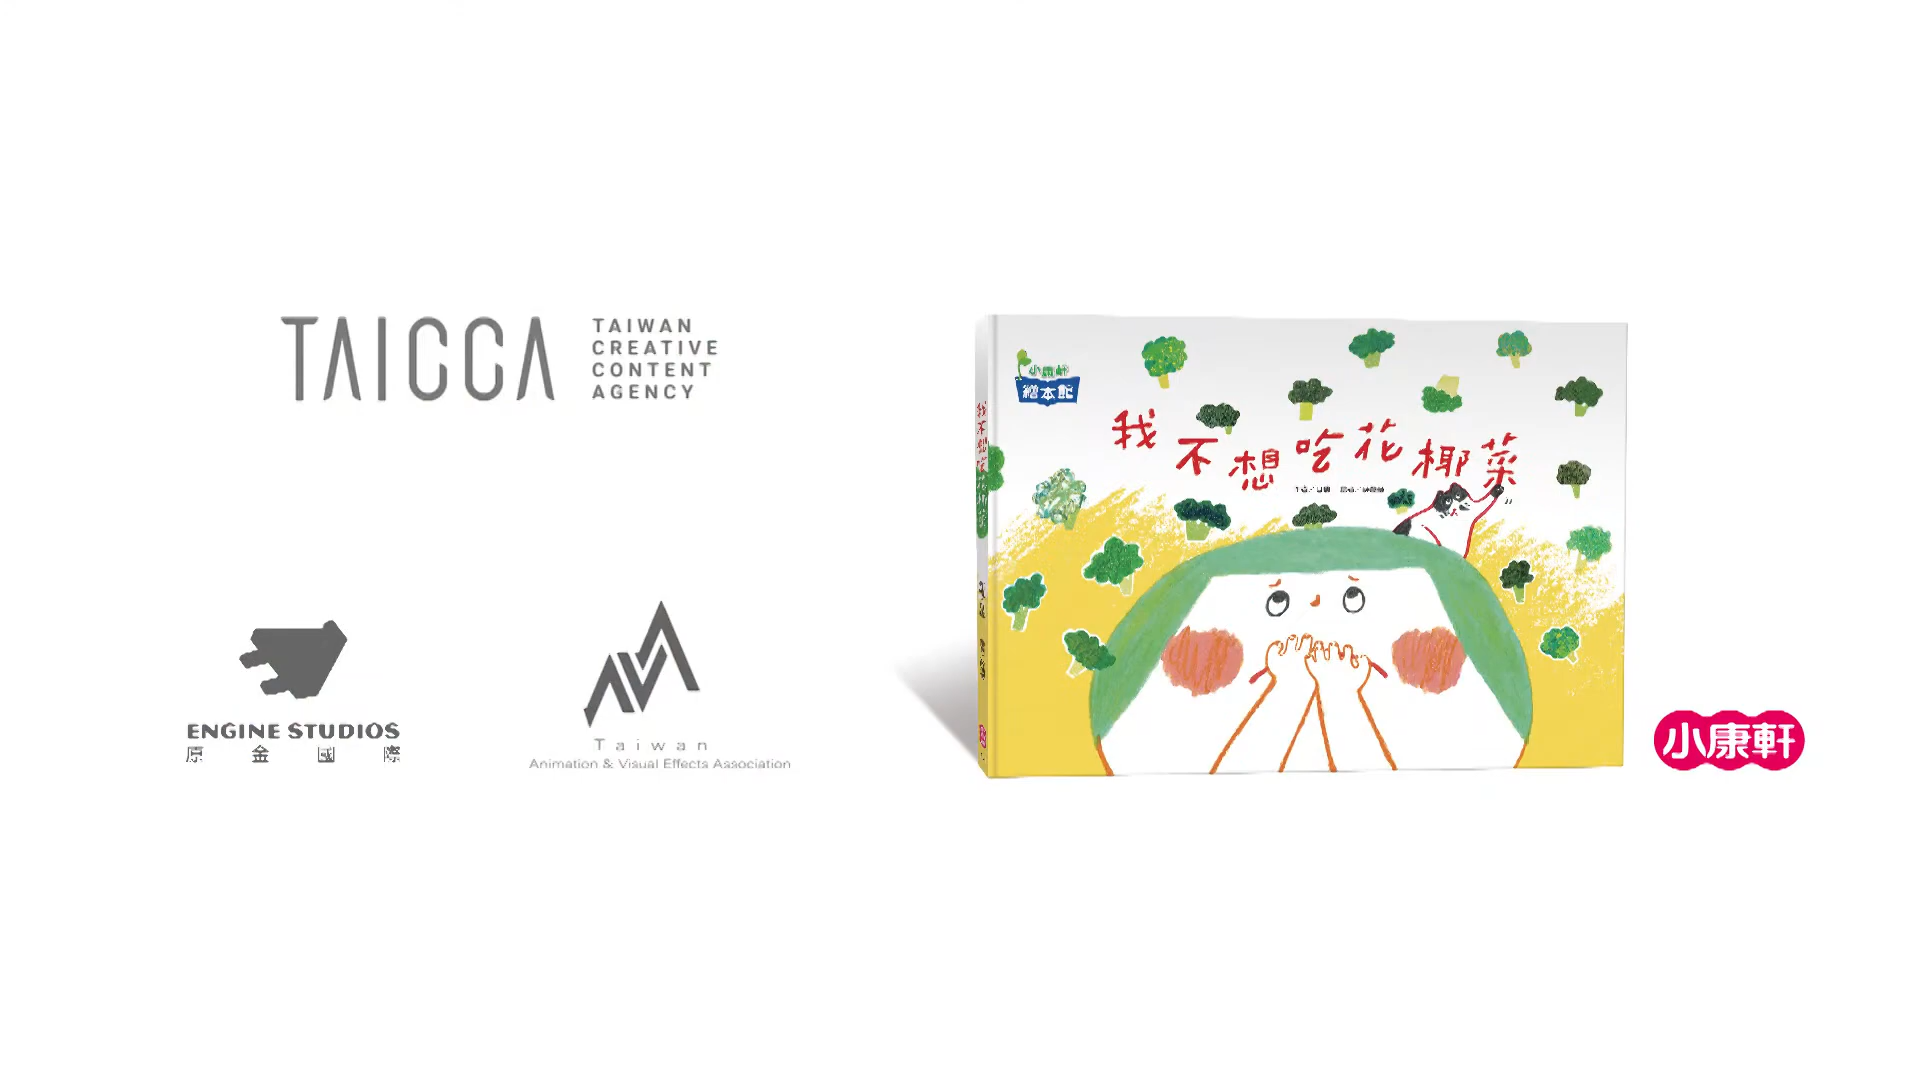 TAICCA
TAIWAN
CREATIVE
CONTENT
AGENCY
ENGINE STUDIOS
原金國際
Taiwan
Animation & Visual Effects Association
小康軒
繪本館
我不想吃花椰菜
小康軒